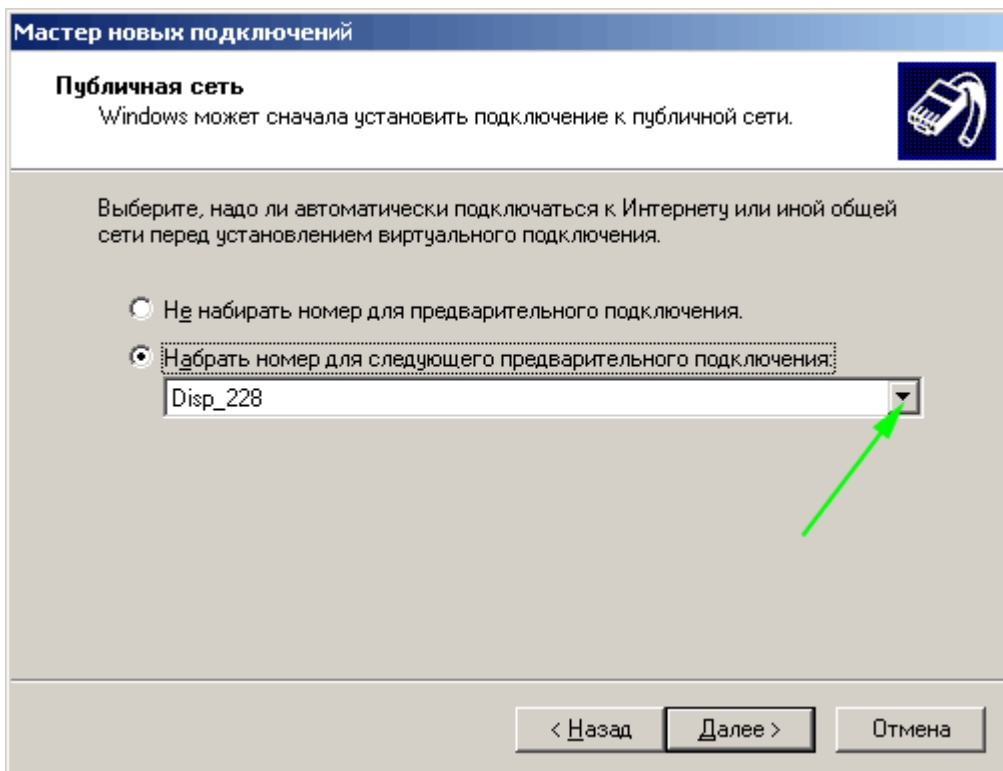 Мастер новых подключений
Публичная сеть
Windows может сначала установить подключение к публичной сети.
Выберите, надо ли автоматически подключаться к Интернету или иной общей
сети перед установлением виртуального подключения.
Не набирать номер для предварительного подключения.
Набрать номер для следующего предварительного подключения:
Disp_228
< Назад
Далее >
Отмена